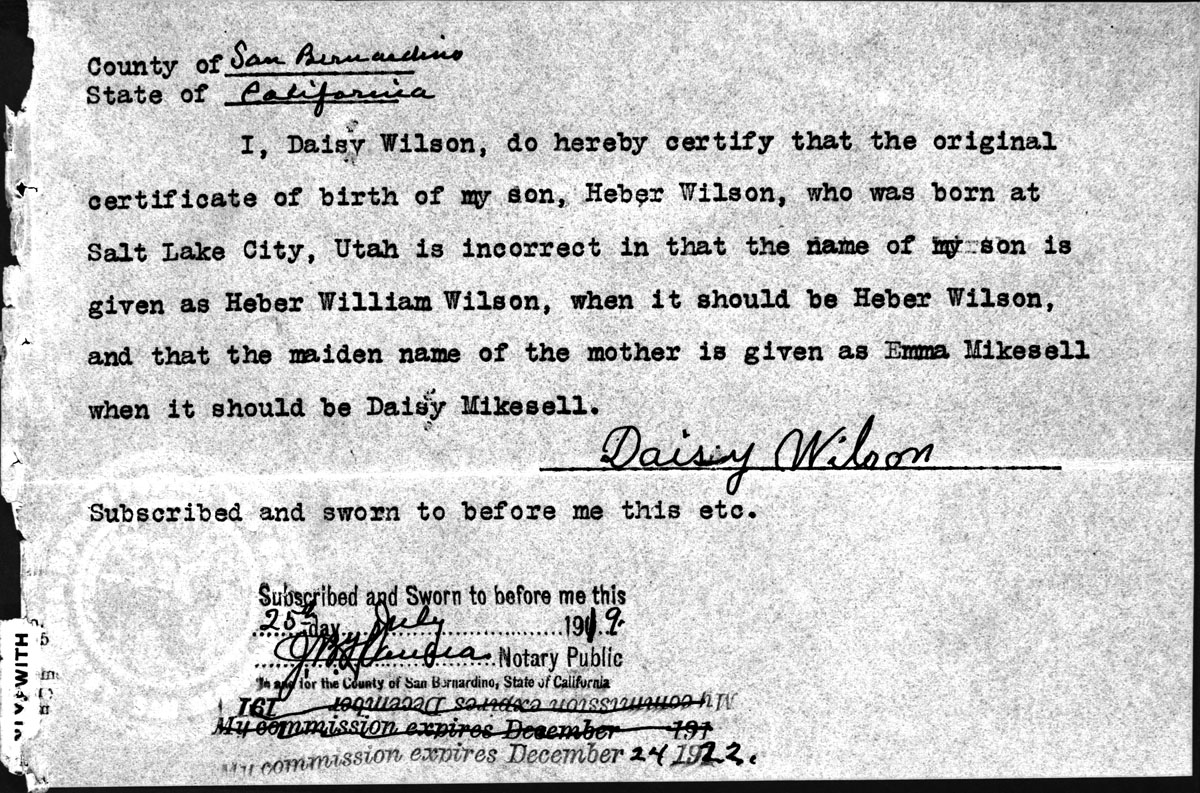 County of San Bernardino
State of California
I, Daisy Wilson, do hereby certify that the original
certificate of birth of my son, Heber Wilson, who was born at
Salt Lake City, Utah is incorrect in that the name of my son is
given as Heber William Wilson, when it should be Heber Wilson,
and that the maiden name of the mother is given as Emma Mikesell
when it should be Daisy Mikesell.
Daisy Wilson
Subscribed and sworn to before me this etc.
Subscribed and Sworn to before me this
25th day July 1919.
Notary Public
In and for the County of San Bernardino, State of California
My commission expires December 191
My commission expires December 191
My commission expires December 24 1922.
WITH